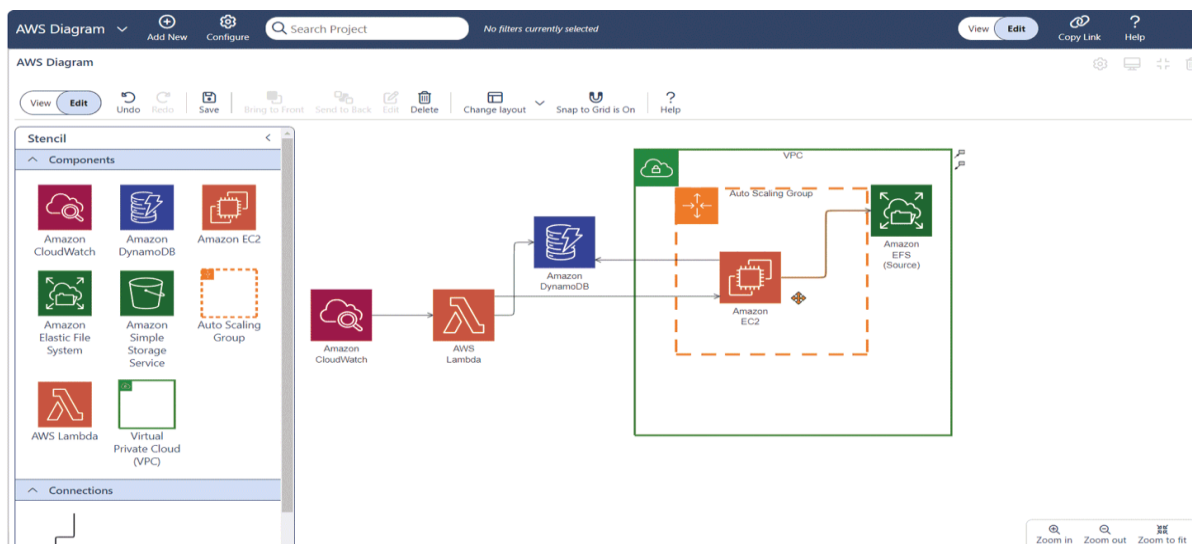 AWS Diagram
Add New
Configure
Search Project
No filters currently selected
View
Edit
Copy Link
Help
AWS Diagram
View
Edit
Undo
Redo
Save
Bring to Front
Send to Back
Edit
Delete
Change layout
Snap to Grid is On
Help
Stencil
Components
Amazon
CloudWatch
Amazon
DynamoDB
Amazon EC2
Amazon
Elastic File
System
Amazon
Simple
Storage
Service
Auto Scaling
Group
AWS Lambda
Virtual
Private Cloud
(VPC)
Connections
VPC
Auto Scaling Group
Amazon
EFS
(Source)
Amazon
DynamoDB
Amazon
EC2
Amazon
CloudWatch
AWS
Lambda
Zoom in
Zoom out
Zoom to fit